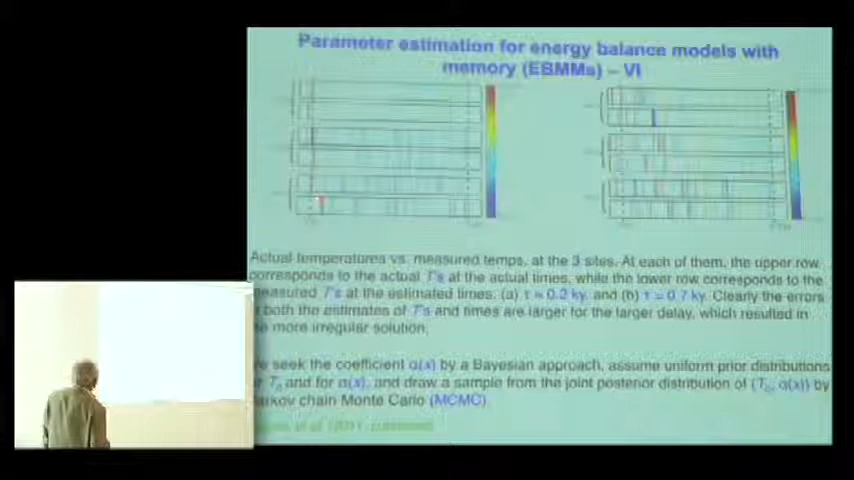 Parameter estimation for energy balance models with
memory (EBMMs) – VI
Actual temperatures vs. measured temps. at the 3 sites. At each of them, the upper row
corresponds to the actual T's at the actual times, while the lower row corresponds to the
measured T's at the estimated times. (a) τ = 0.2 ky, and (b) τ = 0.7 ky. Clearly the errors
both the estimates of T's and times are larger for the larger delay, which resulted in
more irregular solution.
seek the coefficient α(x) by a Bayesian approach, assume uniform prior distributions
T₀ and for α(x), and draw a sample from the joint posterior distribution of (T₀, α(x)) by
Markov chain Monte Carlo (MCMC).